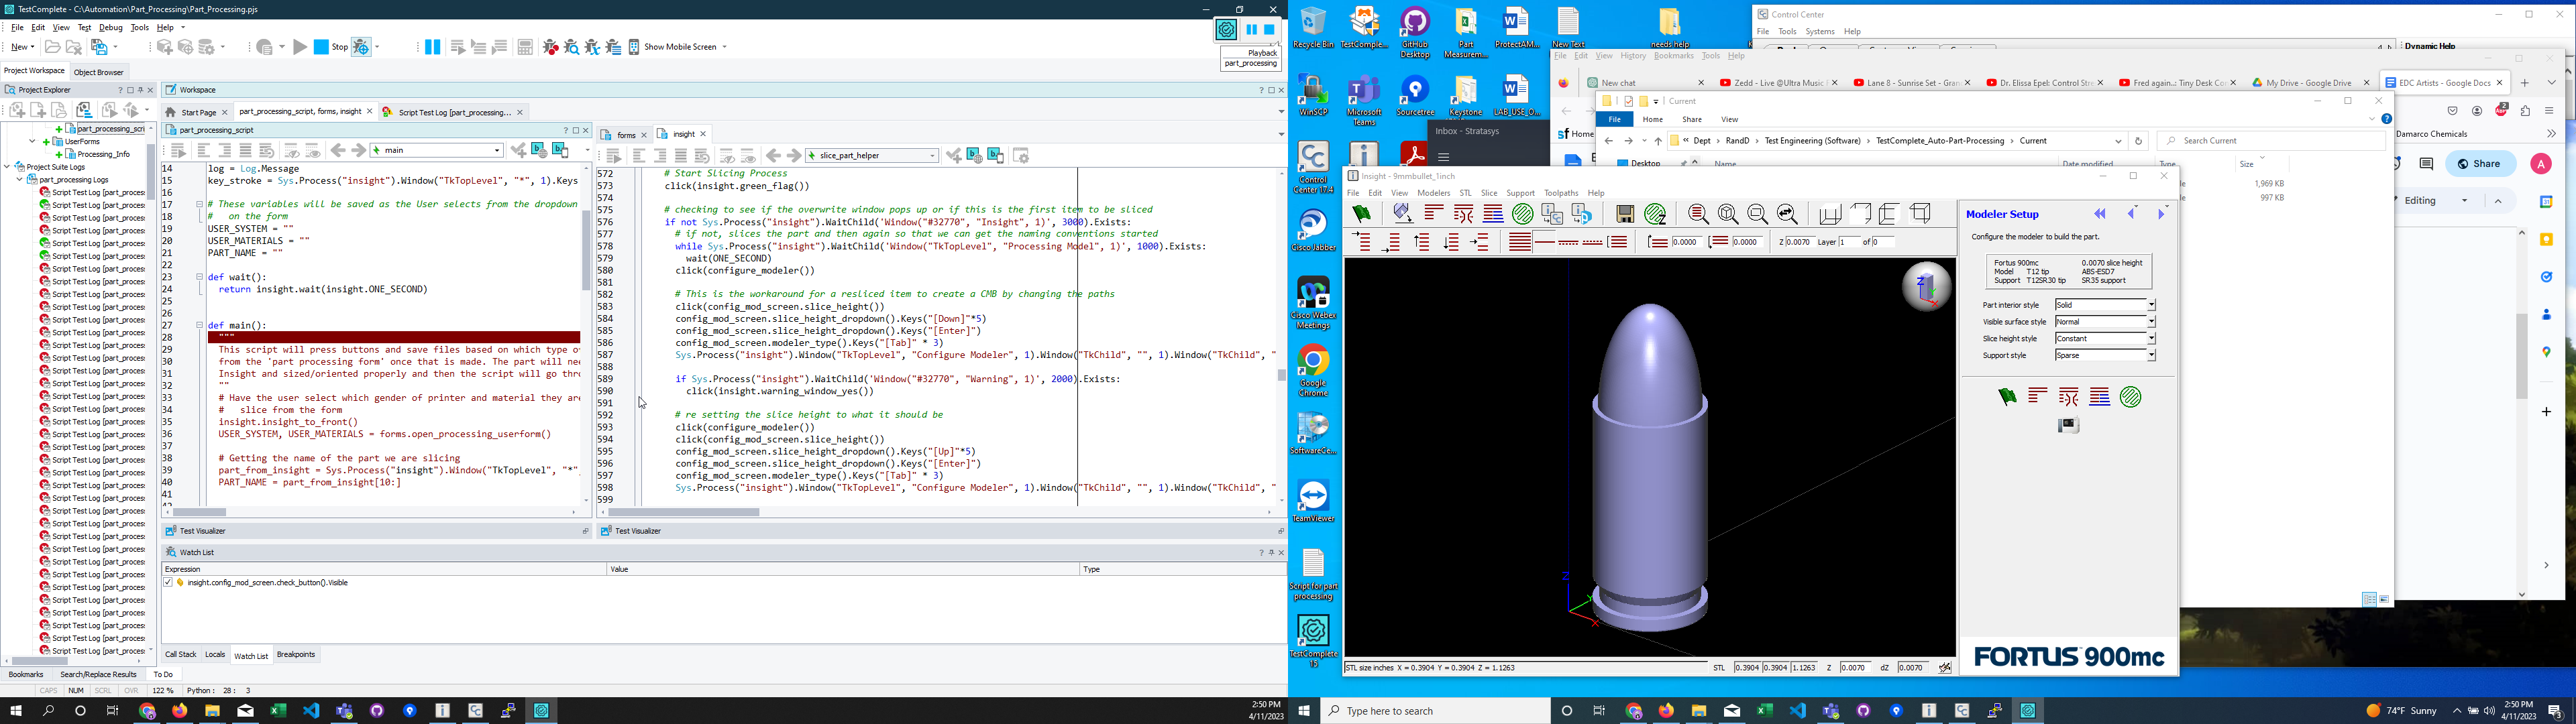 TestComplete - C:\Automation\Part_Processing\Part_Processing.pjs
File Edit View Test Debug Tools Help
New
Stop
Show Mobile Screen
Playback
part_processing
Project Workspace Object Browser
Project Explorer
part_processing_scri
UserForms
Processing_Info
Project Suite Logs
part_processing Logs
Script Test Log [part_process
Workspace
Start Page
part_processing_script, forms, insight
Script Test Log [part_processing...
part_processing_script
main
14 log = Log.Message
15 key_stroke = Sys.Process("insight").Window("TkTopLevel", "*", 1).Keys
16
17 # These variables will be saved as the User selects from the dropdown
18 # on the form
19 USER_SYSTEM = ""
20 USER_MATERIALS = ""
21 PART_NAME = ""
22
23 def wait():
24 return insight.wait(insight.ONE_SECOND)
25
26
27 def main():
28 """
29 This script will press buttons and save files based on which type o
30 from the 'part processing form' once that is made. The part will ne
31 Insight and sized/oriented properly and then the script will go thr
32 ""
33 # Have the user select which gender of printer and material they ar
34 # slice from the form
35 insight.insight_to_front()
36 USER_SYSTEM, USER_MATERIALS = forms.open_processing_userform()
37
38 # Getting the name of the part we are slicing
39 part_from_insight = Sys.Process("insight").Window("TkTopLevel", "*"
40 PART_NAME = part_from_insight[10:]
41
forms
insight
slice_part_helper
572 # Start Slicing Process
573 click(insight.green_flag())
574
575 # checking to see if the overwrite window pops up or if this is the first item to be sliced
576 if not Sys.Process("insight").WaitChild('Window("#32770", "Insight", 1)', 3000).Exists:
577 # if not, slices the part and then again so that we can get the naming conventions started
578 while Sys.Process("insight").WaitChild('Window("TkTopLevel", "Processing Model", 1)', 1000).Exists:
579 wait(ONE_SECOND)
580 click(configure_modeler())
581
582 # This is the workaround for a resliced item to create a CMB by changing the paths
583 click(config_mod_screen.slice_height())
584 config_mod_screen.slice_height_dropdown().Keys("[Down]"*5)
585 config_mod_screen.slice_height_dropdown().Keys("[Enter]")
586 config_mod_screen.modeler_type().Keys("[Tab]" * 3)
587 Sys.Process("insight").Window("TkTopLevel", "Configure Modeler", 1).Window("TkChild", "", 1).Window("TkChild", "
588
589 if Sys.Process("insight").WaitChild('Window("#32770", "Warning", 1)', 2000).Exists:
590 click(insight.warning_window_yes())
591
592 # re setting the slice height to what it should be
593 click(configure_modeler())
594 click(config_mod_screen.slice_height())
595 config_mod_screen.slice_height_dropdown().Keys("[Up]"*5)
596 config_mod_screen.slice_height_dropdown().Keys("[Enter]")
597 config_mod_screen.modeler_type().Keys("[Tab]" * 3)
598 Sys.Process("insight").Window("TkTopLevel", "Configure Modeler", 1).Window("TkChild", "", 1).Window("TkChild", "
599
Test Visualizer
Test Visualizer
Watch List
Expression Value Type
insight.config_mod_screen.check_button().Visible
Call Stack Locals Watch List Breakpoints
Bookmarks Search/Replace Results To Do
CAPS NUM SCRL OVR 122 % Python : 28 : 3
2:50 PM
4/11/2023
Recycle Bin
TestComple...
GitHub Desktop
Part Measurem...
ProtectAM...
New Text
needs help
WinSCP
Microsoft Teams
Sourcetree
Keystone
LAB_USE_O...
Control Center 17.4
Cisco Jabber
Cisco Webex Meetings
Google Chrome
SoftwareCe...
TeamViewer
Script for part processing
TestComplete 15
Control Center
File Tools Systems Help
Dynamic Help
File Edit View History Bookmarks Tools Help
New chat
Zedd - Live @Ultra Music F
Lane 8 - Sunrise Set - Gran
Dr. Elissa Epel: Control Stre
Fred again..: Tiny Desk Con
My Drive - Google Drive
EDC Artists - Google Docs
Inbox - Stratasys
Home
Damarco Chemicals
Share
A
Editing
Current
File Home Share View
Dept > RandD > Test Engineering (Software) > TestComplete_Auto-Part-Processing > Current
Search Current
Desktop
Name Date modified Type Size
1,969 KB
997 KB
Insight - 9mmbullet_1inch
File Edit View Modelers STL Slice Support Toolpaths Help
0.0000 0.0000 Z 0.0070 Layer 1 of 0
Modeler Setup
Configure the modeler to build the part.
Fortus 900mc 0.0070 slice height
Model T12 tip ABS-ESD7
Support T12SR30 tip SR35 support
Part interior style Solid
Visible surface style Normal
Slice height style Constant
Support style Sparse
Z
Y
X
FORTUS 900mc
STL size inches X = 0.3904 Y = 0.3904 Z = 1.1263
STL 0.3904 0.3904 1.1263 Z 0.0070 dZ 0.0070
Type here to search
74°F Sunny
2:50 PM
4/11/2023